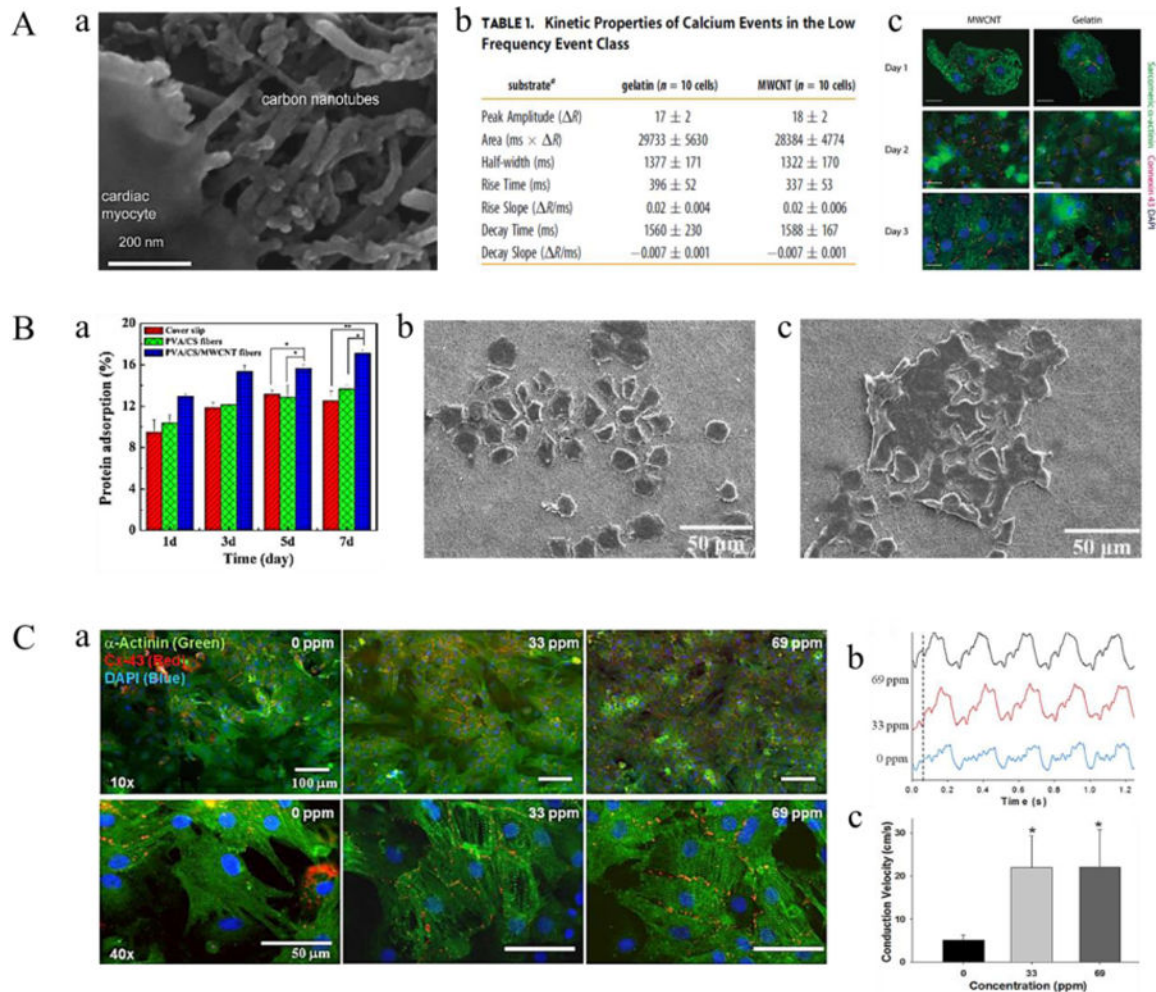 A
a
carbon nanotubes
cardiac
myocyte
200 nm
b
TABLE 1. Kinetic Properties of Calcium Events in the Low
Frequency Event Class
substrateª gelatin (n = 10 cells) MWCNT (n = 10 cells)
Peak Amplitude (ΔR) 17 ± 2 18 ± 2
Area (ms × ΔR) 29733 ± 5630 28384 ± 4774
Half-width (ms) 1377 ± 171 1322 ± 170
Rise Time (ms) 396 ± 52 337 ± 53
Rise Slope (ΔR/ms) 0.02 ± 0.004 0.02 ± 0.006
Decay Time (ms) 1560 ± 230 1588 ± 167
Decay Slope (ΔR/ms) −0.007 ± 0.001 −0.007 ± 0.001
c
MWCNT Gelatin
Day 1
Day 2
Day 3
Sarcomeric α-actinin
Connexin 43 DAPI
B
a
Protein adsorption (%)
20
16
12
8
4
0
Cover slip
PVA/CS fibers
PVA/CS/MWCNT fibers
* * ** *
1d 3d 5d 7d
Time (day)
b
50 µm
c
50 µm
C
a
α-Actinin (Green)
Cx-43 (Red)
DAPI (Blue)
0 ppm 33 ppm 69 ppm
10x 100 µm
0 ppm 33 ppm 69 ppm
40x 50 µm
b
69 ppm
33 ppm
0 ppm
0.0 0.2 0.4 0.6 0.8 1.0 1.2
Time (s)
c
Conduction Velocity (cm/s)
30
20
10
0
* *
0 33 69
Concentration (ppm)